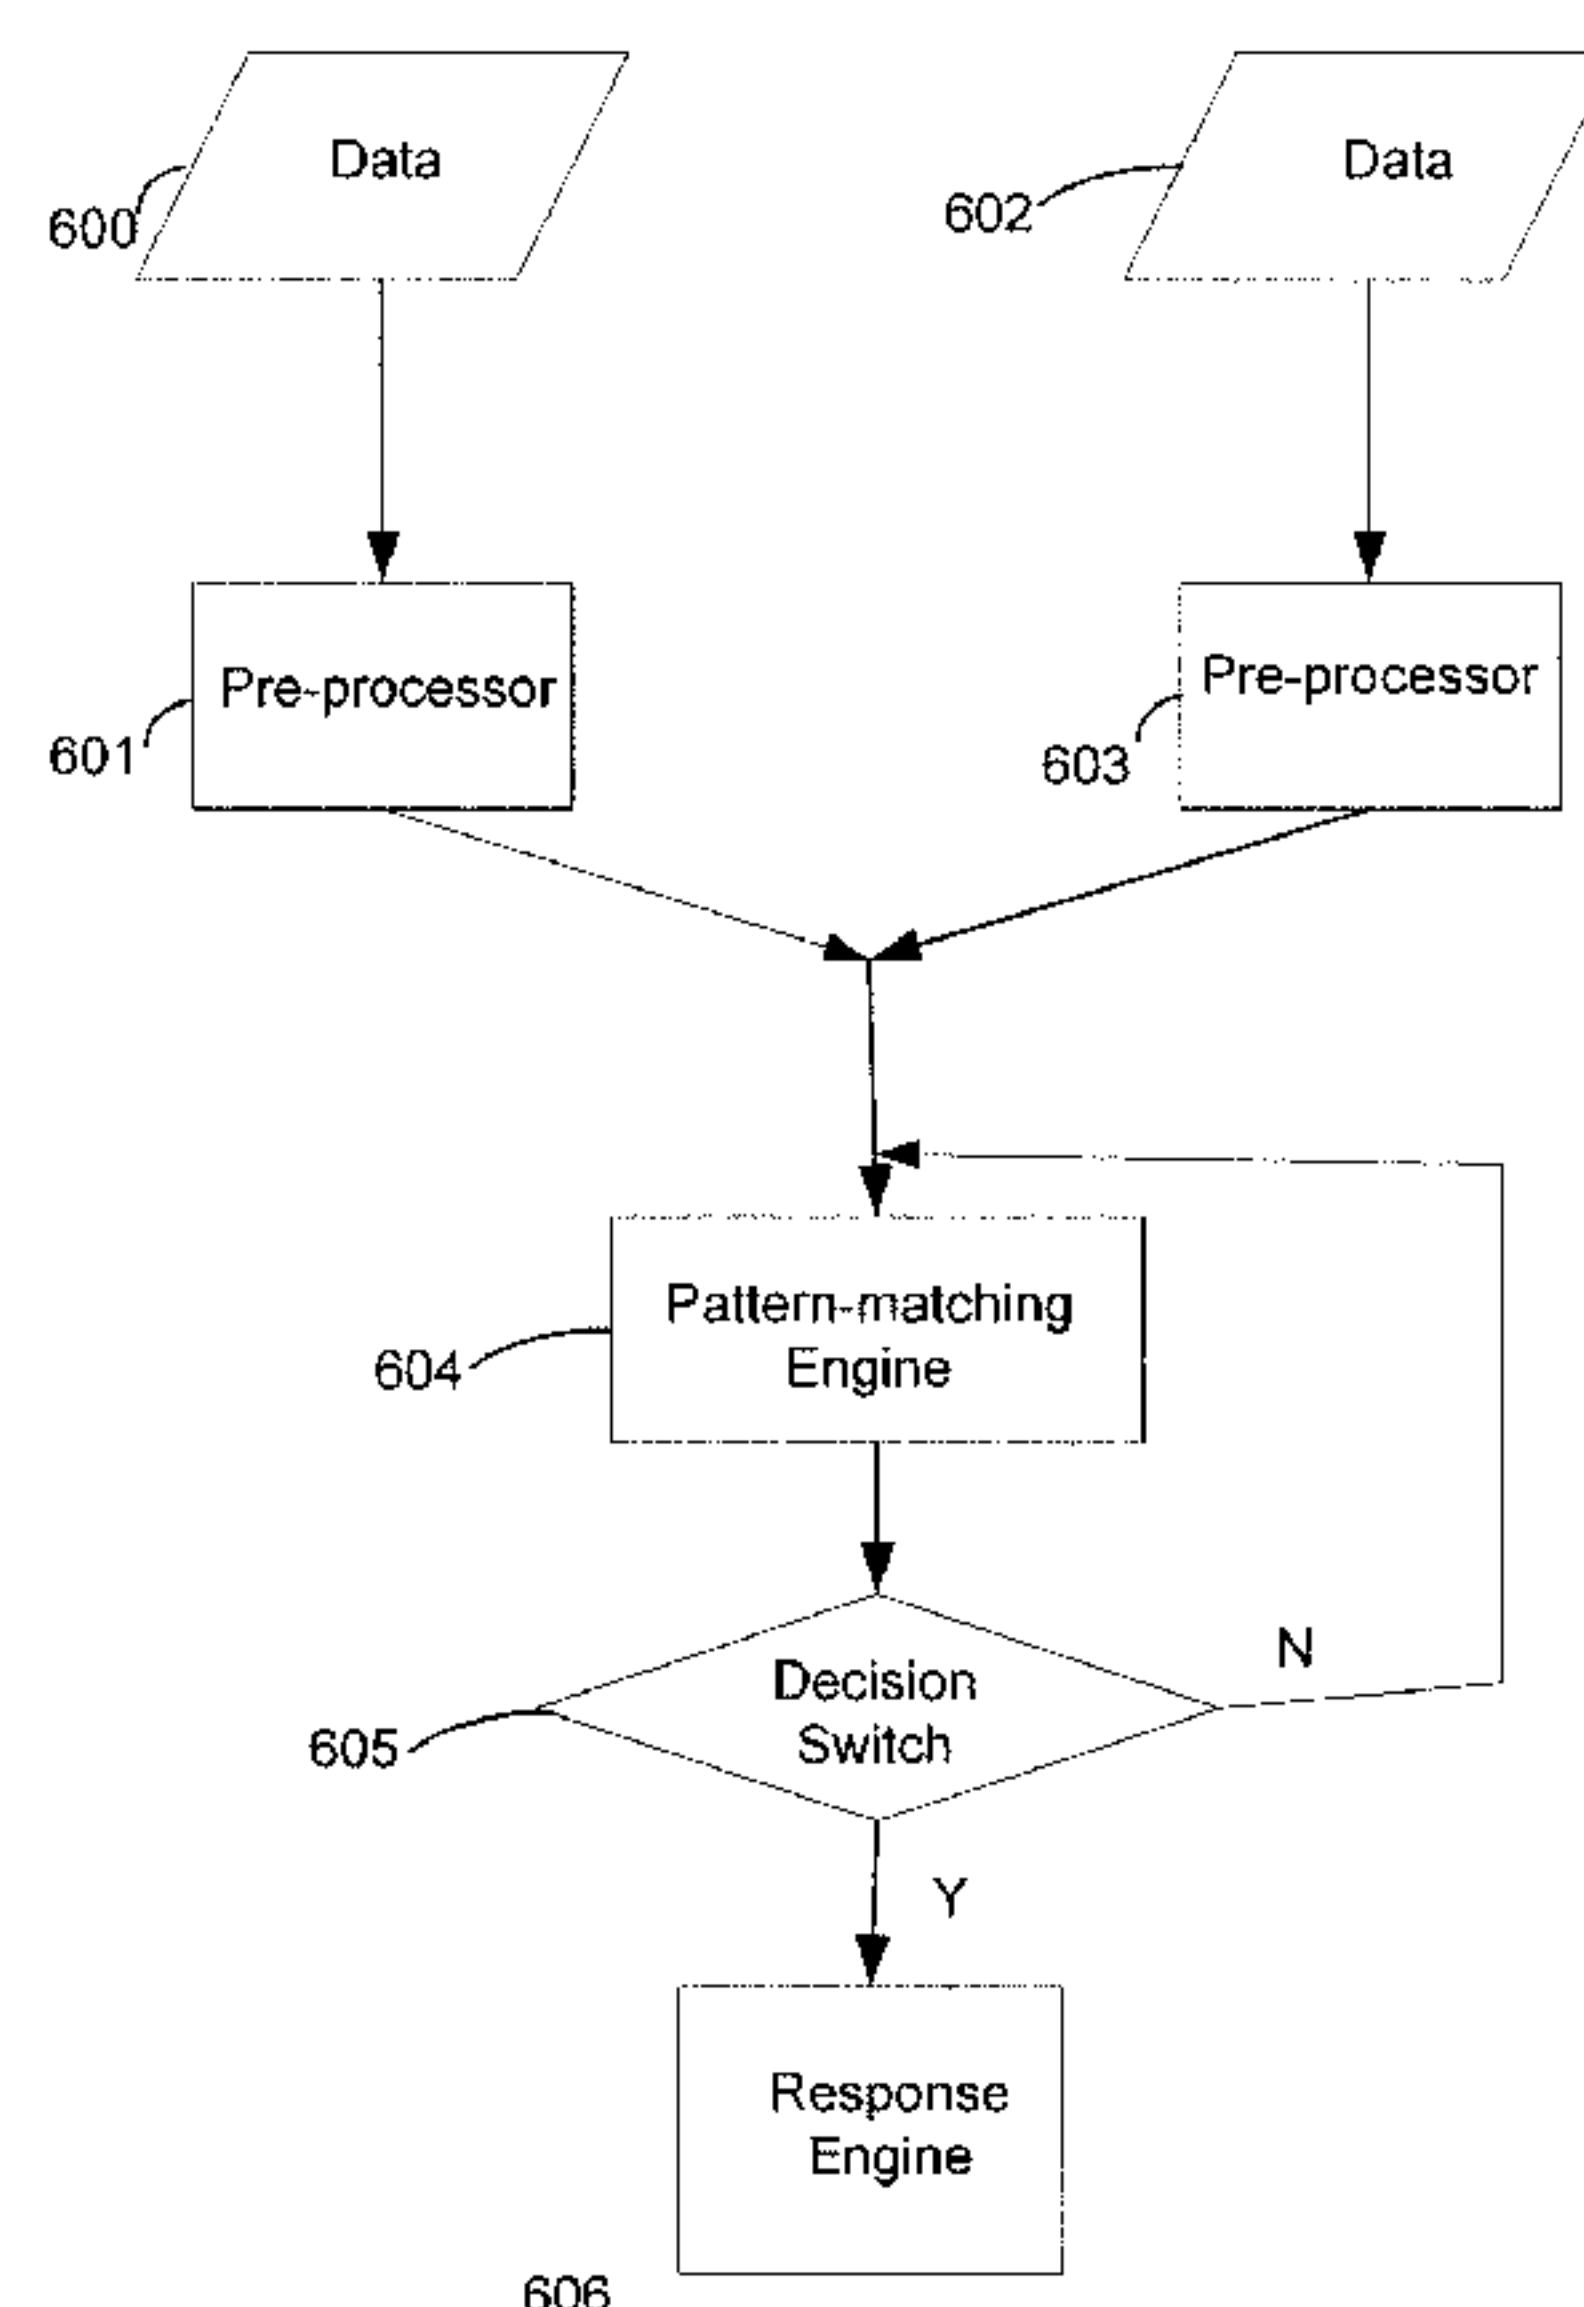 Data
Data
600
602
Pre-processor
Pre-processor
601
603
Pattern-matching
Engine
604
Decision
Switch
N
605
Y
Response
Engine
606